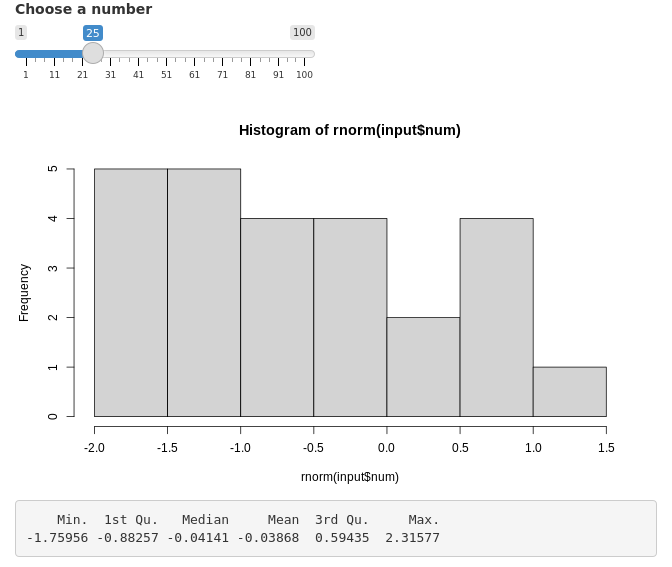 Choose a number
1 25 100
1 11 21 31 41 51 61 71 81 91 100
Histogram of rnorm(input$num)
5
4
3
2
1
0
Frequency
-2.0 -1.5 -1.0 -0.5 0.0 0.5 1.0 1.5
rnorm(input$num)
Min. 1st Qu. Median Mean 3rd Qu. Max.
-1.75956 -0.88257 -0.04141 -0.03868 0.59435 2.31577